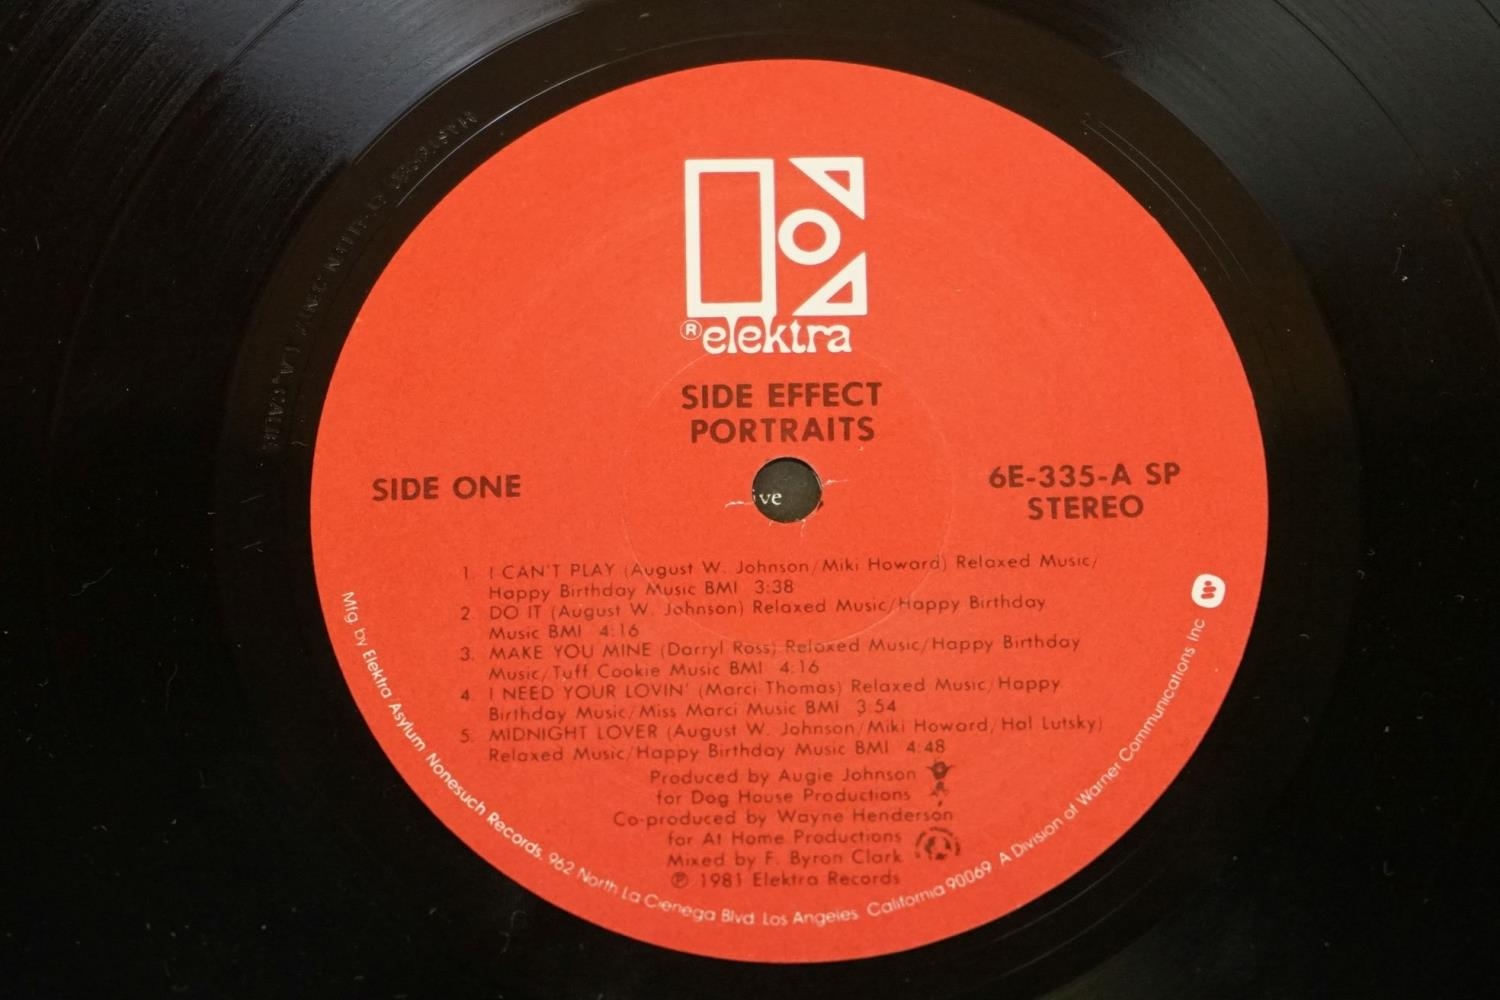 ® elektra
SIDE EFFECT
PORTRAITS
SIDE ONE
6E-335-A SP
STEREO
ve
1. I CAN'T PLAY (August W. Johnson/Miki Howard) Relaxed Music/
Happy Birthday Music BMI 3:38
2. DO IT (August W. Johnson) Relaxed Music/Happy Birthday
Music BMI 4:16
3. MAKE YOU MINE (Darryl Ross) Relaxed Music/Happy Birthday
Music/Tuff Cookie Music BMI 4:16
4. I NEED YOUR LOVIN' (Marci Thomas) Relaxed Music/Happy
Birthday Music/Miss Marci Music BMI 3:54
5. MIDNIGHT LOVER (August W. Johnson/Miki Howard/Hal Lutsky)
Relaxed Music/Happy Birthday Music BMI 4:48
Produced by Augie Johnson
for Dog House Productions
Co-produced by Wayne Henderson
for At Home Productions
Mixed by F. Byron Clark
℗ 1981 Elektra Records
Mfg. by Elektra Asylum Nonesuch Records, 962 North La Cienega Blvd. Los Angeles California 90069 A Division of Warner Communications Inc